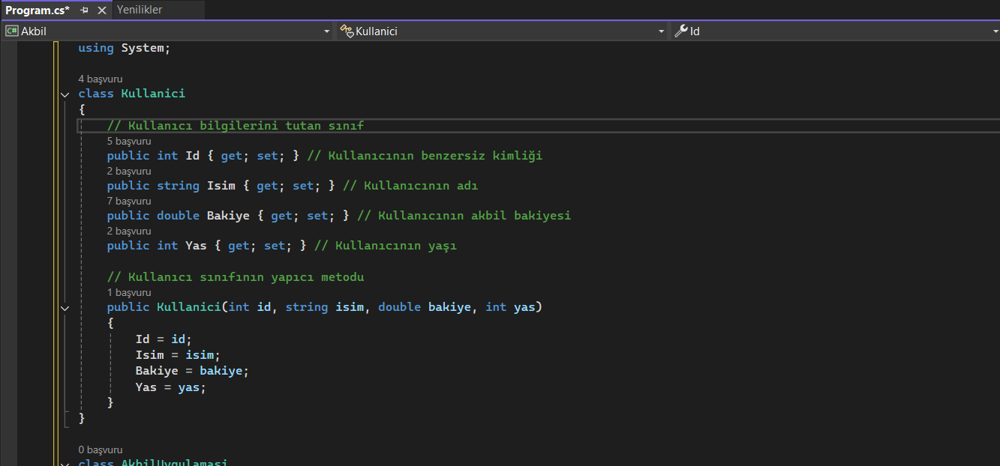 Program.cs* Yenilikler
C# Akbil Kullanici Id
using System;
4 başvuru
class Kullanici
{
// Kullanıcı bilgilerini tutan sınıf
5 başvuru
public int Id { get; set; } // Kullanıcının benzersiz kimliği
2 başvuru
public string Isim { get; set; } // Kullanıcının adı
7 başvuru
public double Bakiye { get; set; } // Kullanıcının akbil bakiyesi
2 başvuru
public int Yas { get; set; } // Kullanıcının yaşı
// Kullanıcı sınıfının yapıcı metodu
1 başvuru
public Kullanici(int id, string isim, double bakiye, int yas)
{
Id = id;
Isim = isim;
Bakiye = bakiye;
Yas = yas;
}
}
0 başvuru
class AkbilUygulamasi